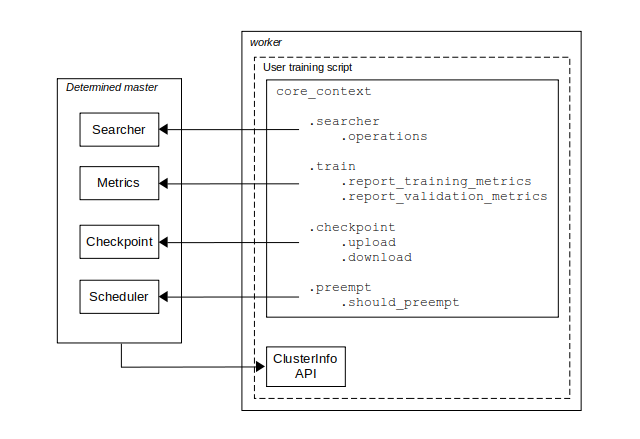 worker
User training script
Determined master
core_context
Searcher
.searcher
.operations
Metrics
.train
.report_training_metrics
.report_validation_metrics
Checkpoint
.checkpoint
.upload
.download
Scheduler
.preempt
.should_preempt
ClusterInfo
API